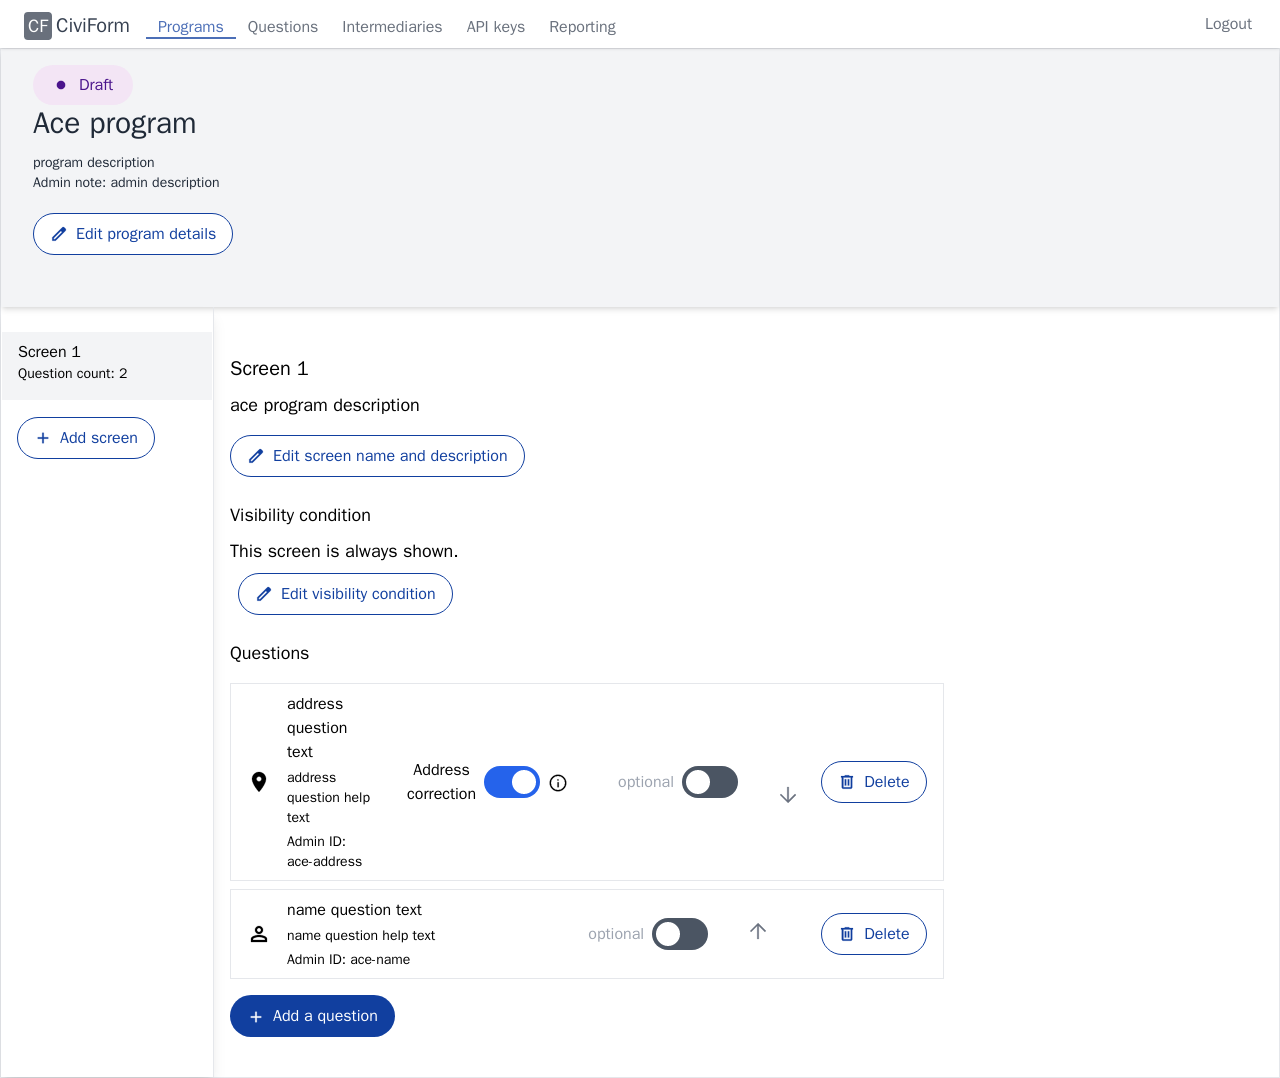 CF CiviForm Programs Questions Intermediaries API keys Reporting Logout
Draft
Ace program
program description
Admin note: admin description
Edit program details
Screen 1
Question count: 2
Add screen
Screen 1
ace program description
Edit screen name and description
Visibility condition
This screen is always shown.
Edit visibility condition
Questions
address
question
text
address
question help
text
Admin ID:
ace-address
Address
correction
optional
Delete
name question text
name question help text
Admin ID: ace-name
optional
Delete
Add a question